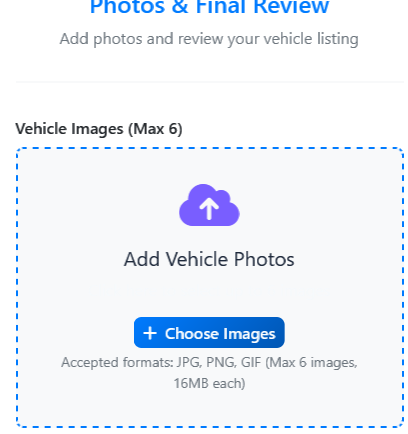 Photos & Final Review
Add photos and review your vehicle listing
Vehicle Images (Max 6)
Add Vehicle Photos
+ Choose Images
Accepted formats: JPG, PNG, GIF (Max 6 images,
16MB each)